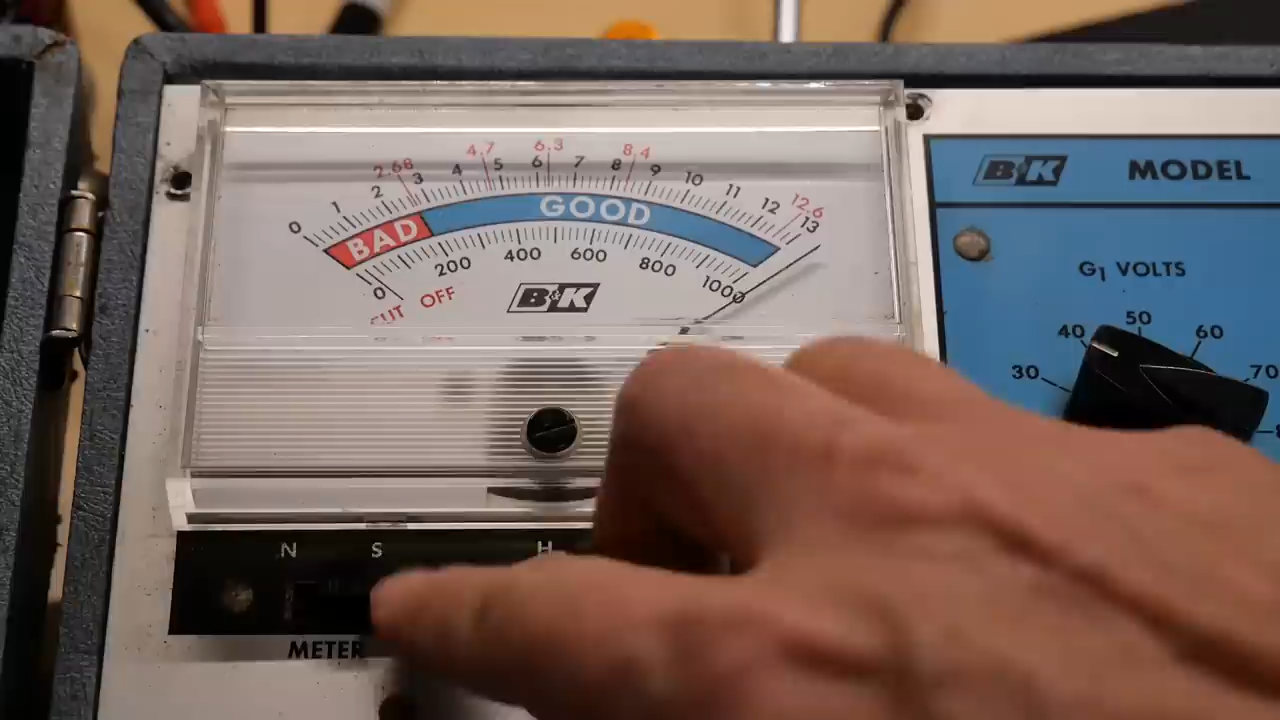 2.68 4.7 6.3 8.4 12.6
0 1 2 3 4 5 6 7 8 9 10 11 12 13
BAD GOOD
0 200 400 600 800 1000
CUT OFF
B&K
B&K MODEL
G1 VOLTS
30 40 50 60 70
N S H
METER